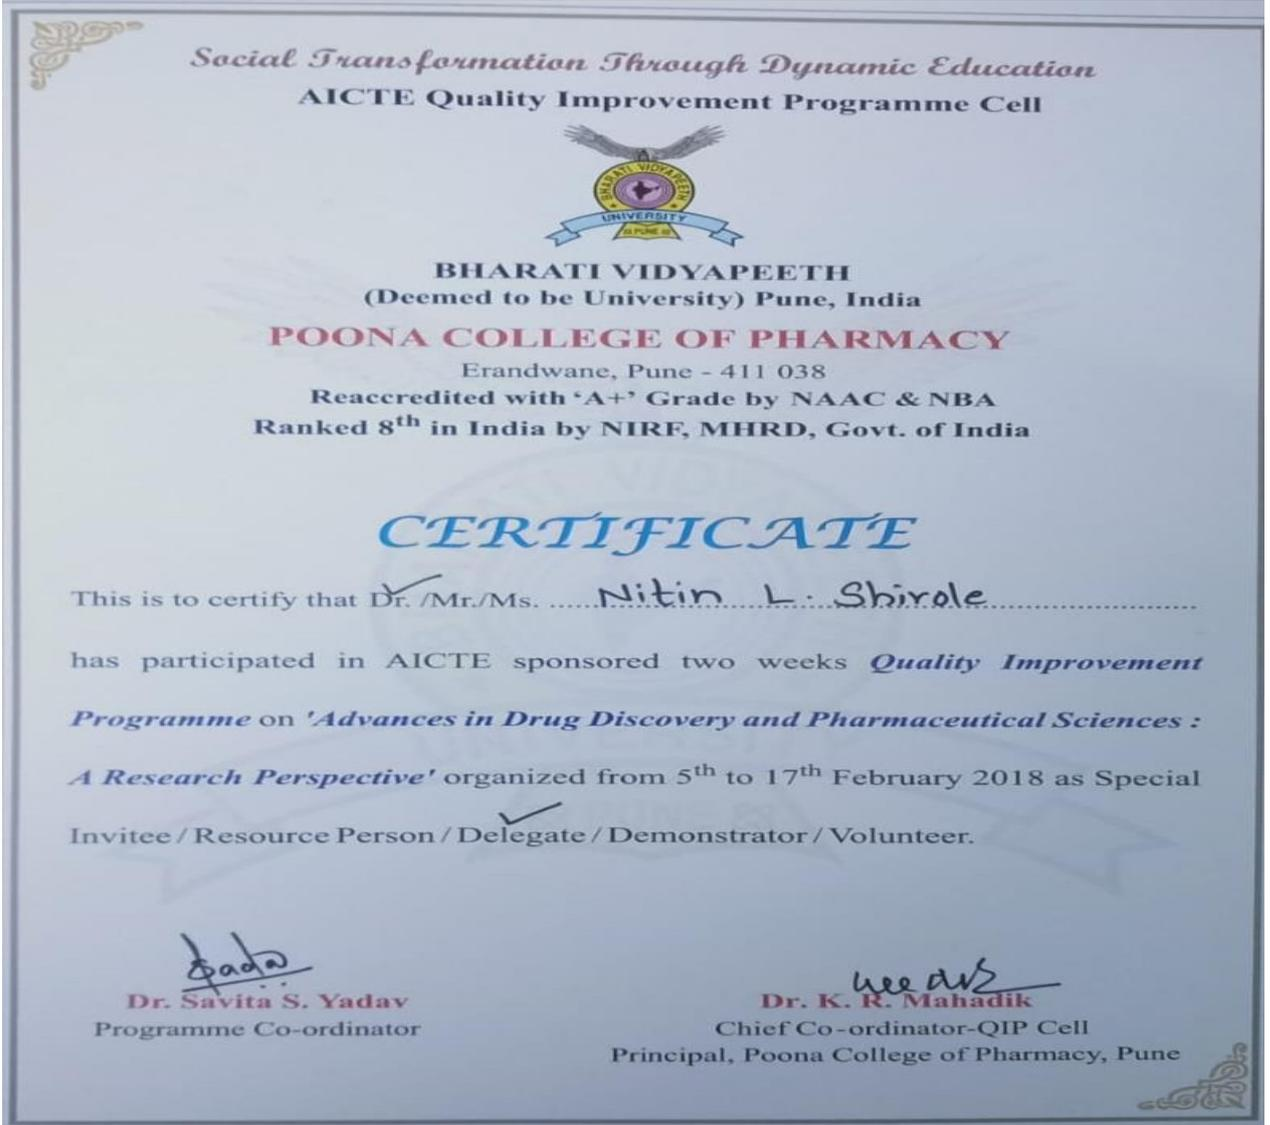 Social Transformation Through Dynamic Education
AICTE Quality Improvement Programme Cell
BHARATI VIDYAPEETH
UNIVERSITY
PUNE
BHARATI VIDYAPEETH
(Deemed to be University) Pune, India
POONA COLLEGE OF PHARMACY
Erandwane, Pune - 411 038
Reaccredited with ‘A+’ Grade by NAAC & NBA
Ranked 8th in India by NIRF, MHRD, Govt. of India
CERTIFICATE
This is to certify that Dr. /Mr./Ms. ...... Nitin L. Shirole ......
has participated in AICTE sponsored two weeks Quality Improvement
Programme on 'Advances in Drug Discovery and Pharmaceutical Sciences :
A Research Perspective' organized from 5th to 17th February 2018 as Special
Invitee / Resource Person / Delegate / Demonstrator / Volunteer.
Dr. Savita S. Yadav
Programme Co-ordinator
Dr. K. R. Mahadik
Chief Co-ordinator-QIP Cell
Principal, Poona College of Pharmacy, Pune